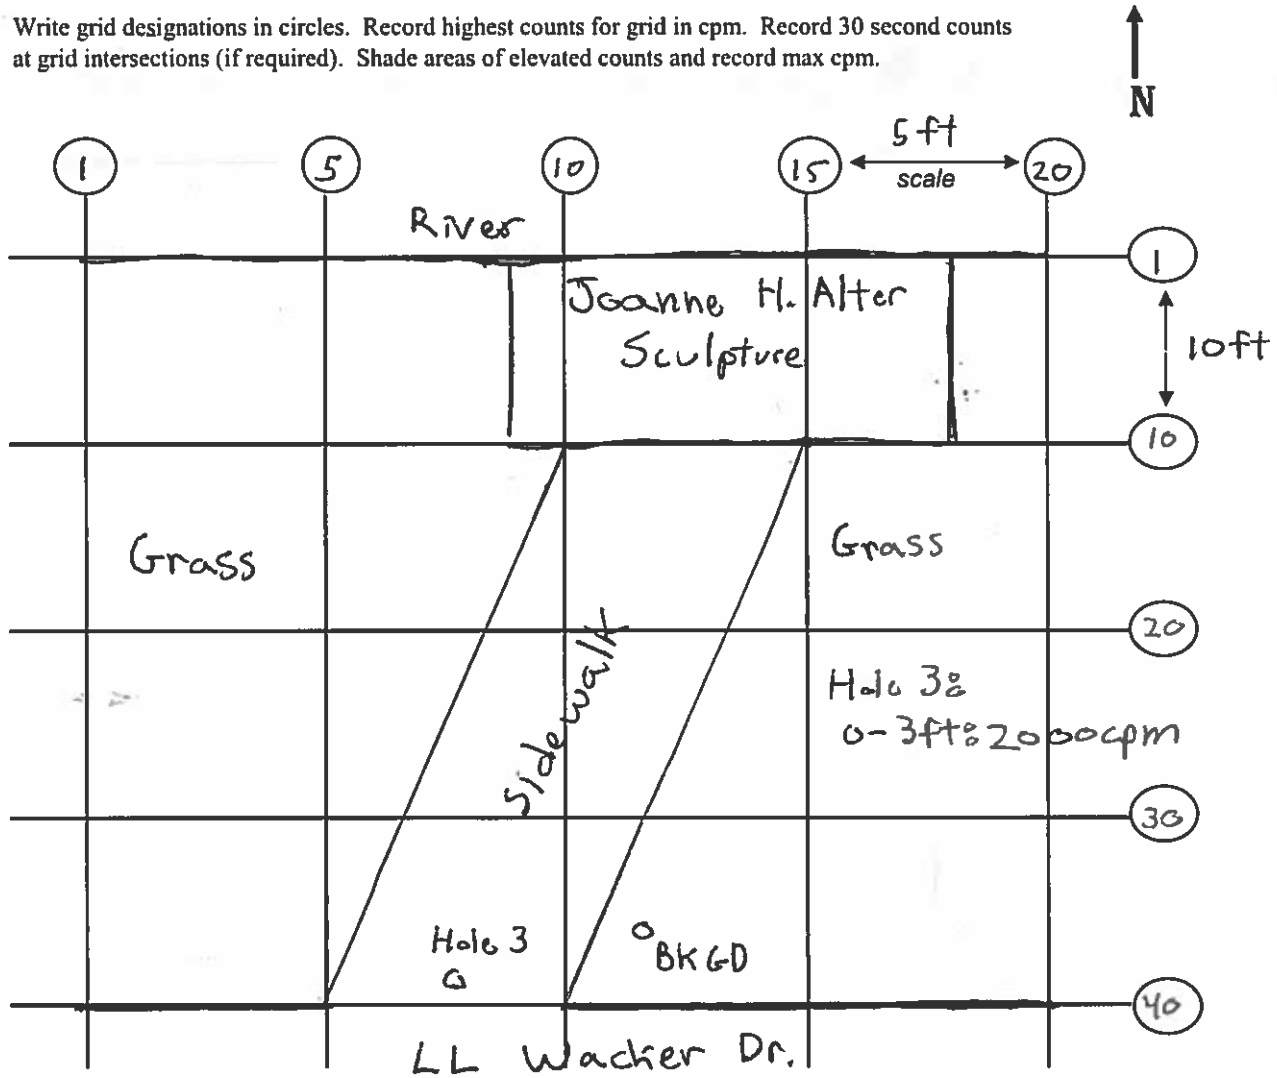 Write grid designations in circles. Record highest counts for grid in cpm. Record 30 second counts
at grid intersections (if required). Shade areas of elevated counts and record max cpm.
N
1 5 10 15 5 ft 20
scale
River
1
Joanne H. Alter
Sculpture
10ft
10
Grass
Grass
20
Side walk
Hole 3:
0-3ft: 2000cpm
30
Hole 3
BKGD
40
LL Wacker Dr.